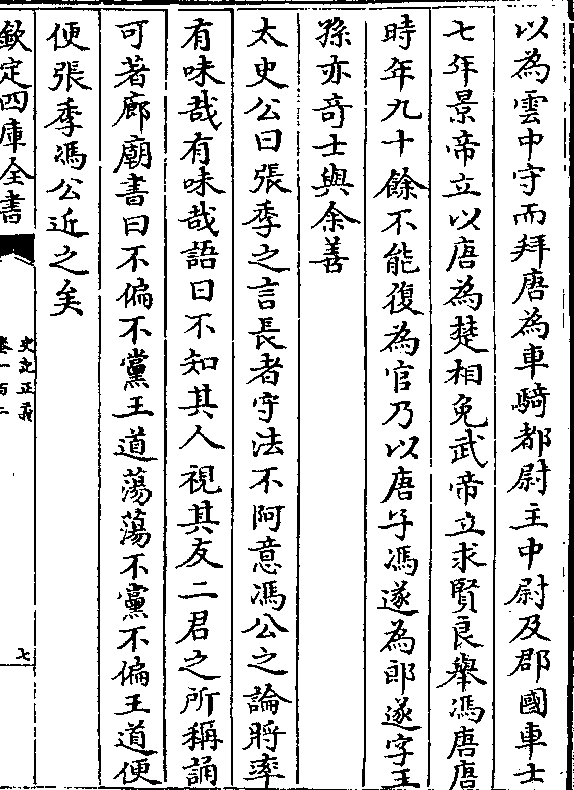 以為雲中守而拜唐為車騎都尉主中尉及郡國車士
七年景帝立以唐為楚相免武帝立求賢良舉馮唐唐
時年九十餘不能復為官乃以唐子馮遂為郎遂字王
孫亦竒士與余善
太史公曰張季之言長者守法不阿意馮公之論將率
有味哉有味哉語曰不知其人視其友二君之所稱誦
可著廊廟書曰不偏不黨王道蕩蕩不黨不偏王道便
便張季馮公近之矣
欽定四庫全書
史記正義
卷一百二
七